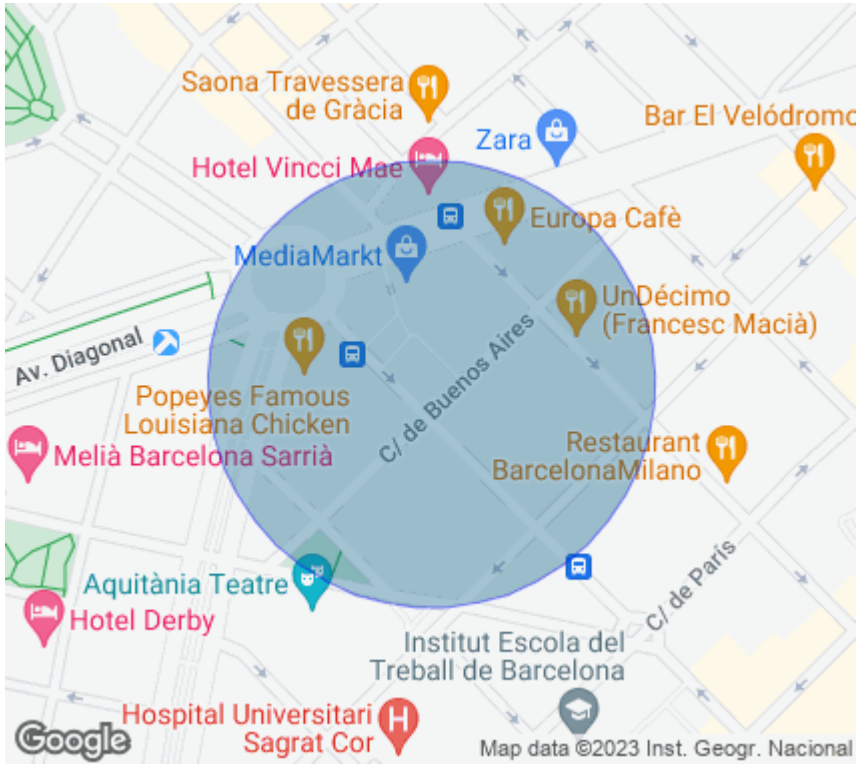 Saona Travessera
de Gràcia
Bar El Velódromo
Zara
Hotel Vincci Mae
Europa Cafè
MediaMarkt
UnDécimo
(Francesc Macià)
Av. Diagonal
C/ de Buenos Aires
Popeyes Famous
Louisiana Chicken
Melià Barcelona Sarrià
Restaurant
BarcelonaMilano
Aquitània Teatre
C/ de París
Hotel Derby
Institut Escola del
Treball de Barcelona
H
Hospital Universitari
Sagrat Cor
Google
Map data ©2023 Inst. Geogr. Nacional